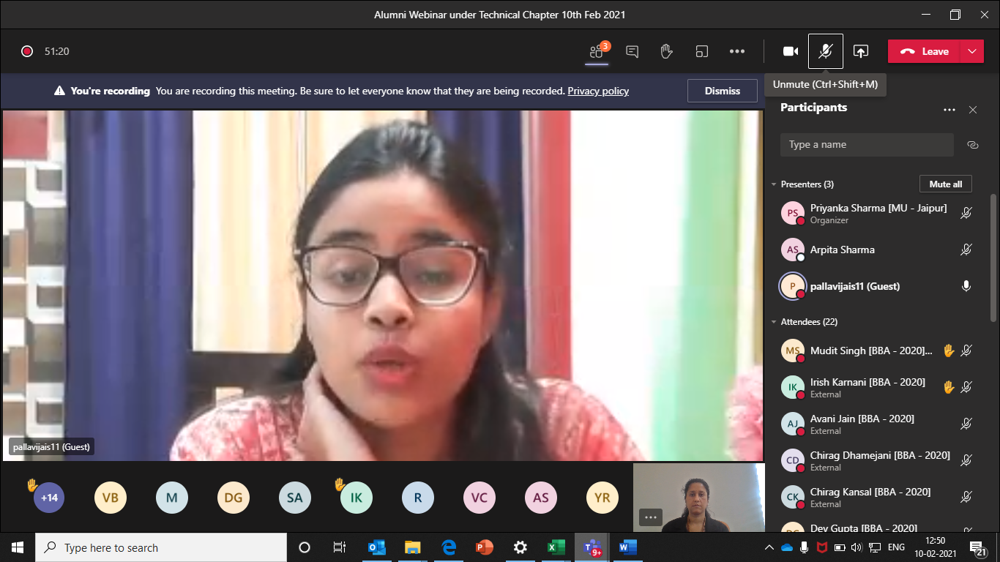 Alumni Webinar under Technical Chapter 10th Feb 2021
51:20
3
Leave
You're recording You are recording this meeting. Be sure to let everyone know that they are being recorded. Privacy policy
Dismiss
Unmute (Ctrl+Shift+M)
Participants
Type a name
Presenters (3)
Mute all
PS
Priyanka Sharma [MU - Jaipur]
Organizer
AS
Arpita Sharma
P
pallavijais11 (Guest)
Attendees (22)
MS
Mudit Singh [BBA - 2020]...
IK
Irish Karnani [BBA - 2020]
External
AJ
Avani Jain [BBA - 2020]
External
CD
Chirag Dhamejani [BBA - 2020]
External
CK
Chirag Kansal [BBA - 2020]
External
DG
Dev Gupta [BBA - 2020]
pallavijais11 (Guest)
+14
VB
M
DG
SA
IK
R
VC
AS
YR
Type here to search
9+
ENG
12:50
10-02-2021
21